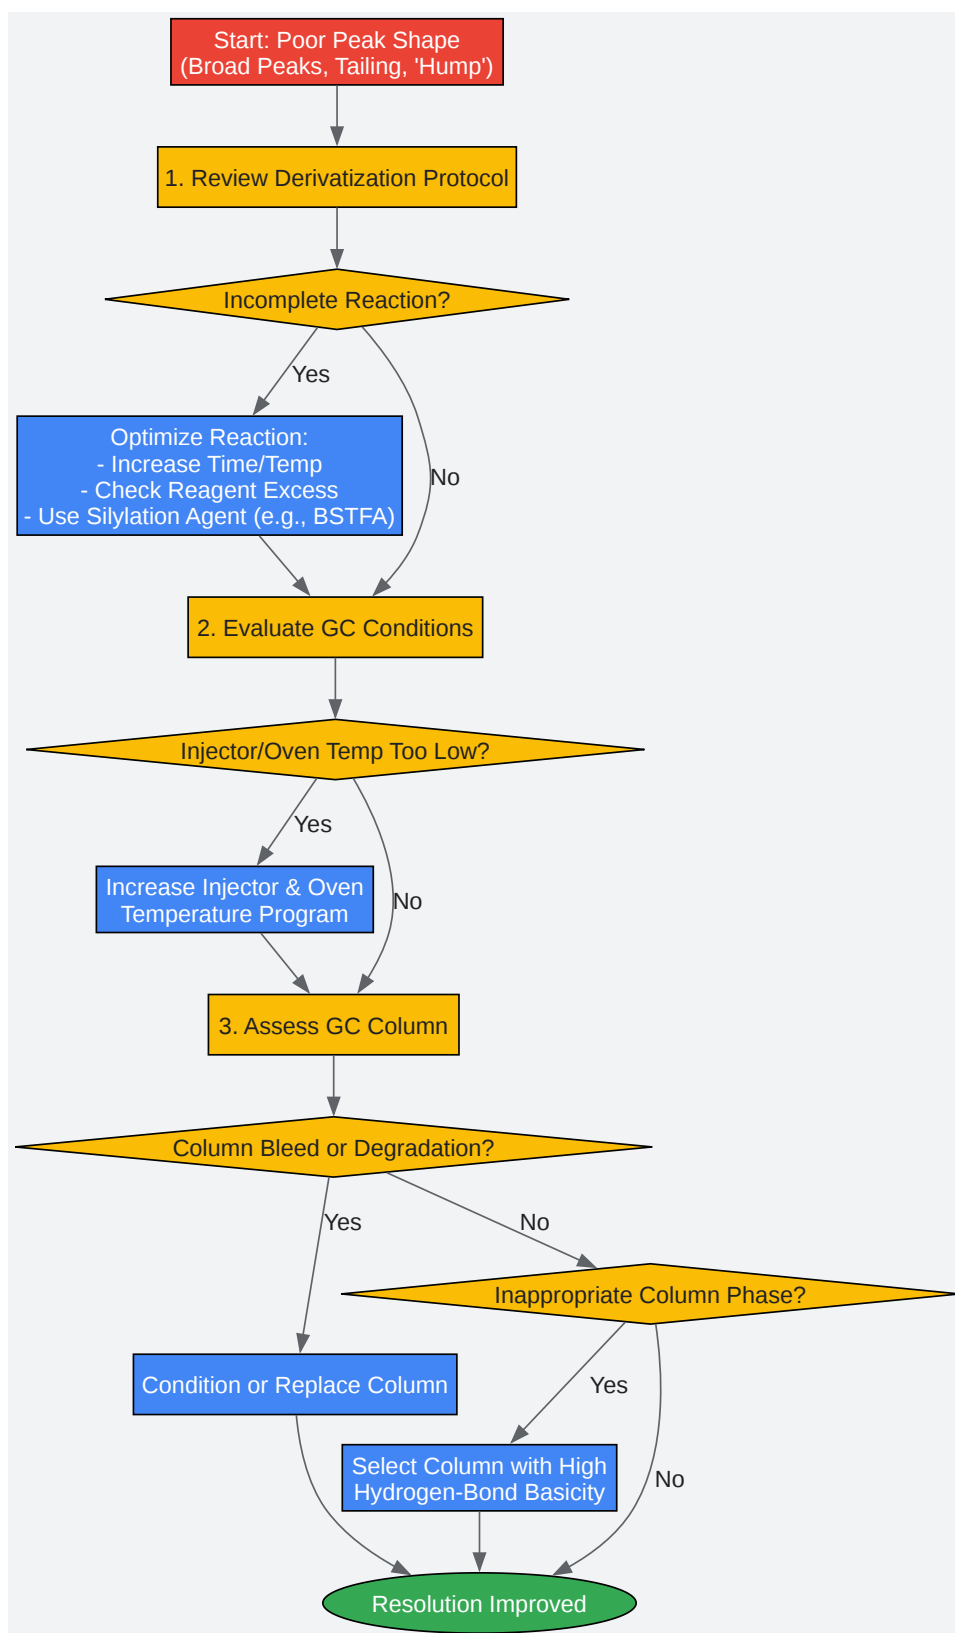 Start: Poor Peak Shape
(Broad Peaks, Tailing, 'Hump')
1. Review Derivatization Protocol
Incomplete Reaction?
Yes
Optimize Reaction:
- Increase Time/Temp
- Check Reagent Excess
- Use Silylation Agent (e.g., BSTFA)
No
2. Evaluate GC Conditions
Injector/Oven Temp Too Low?
Yes
Increase Injector & Oven
Temperature Program
No
3. Assess GC Column
Column Bleed or Degradation?
Yes
No
Inappropriate Column Phase?
Condition or Replace Column
Yes
Select Column with High
Hydrogen-Bond Basicity
No
Resolution Improved